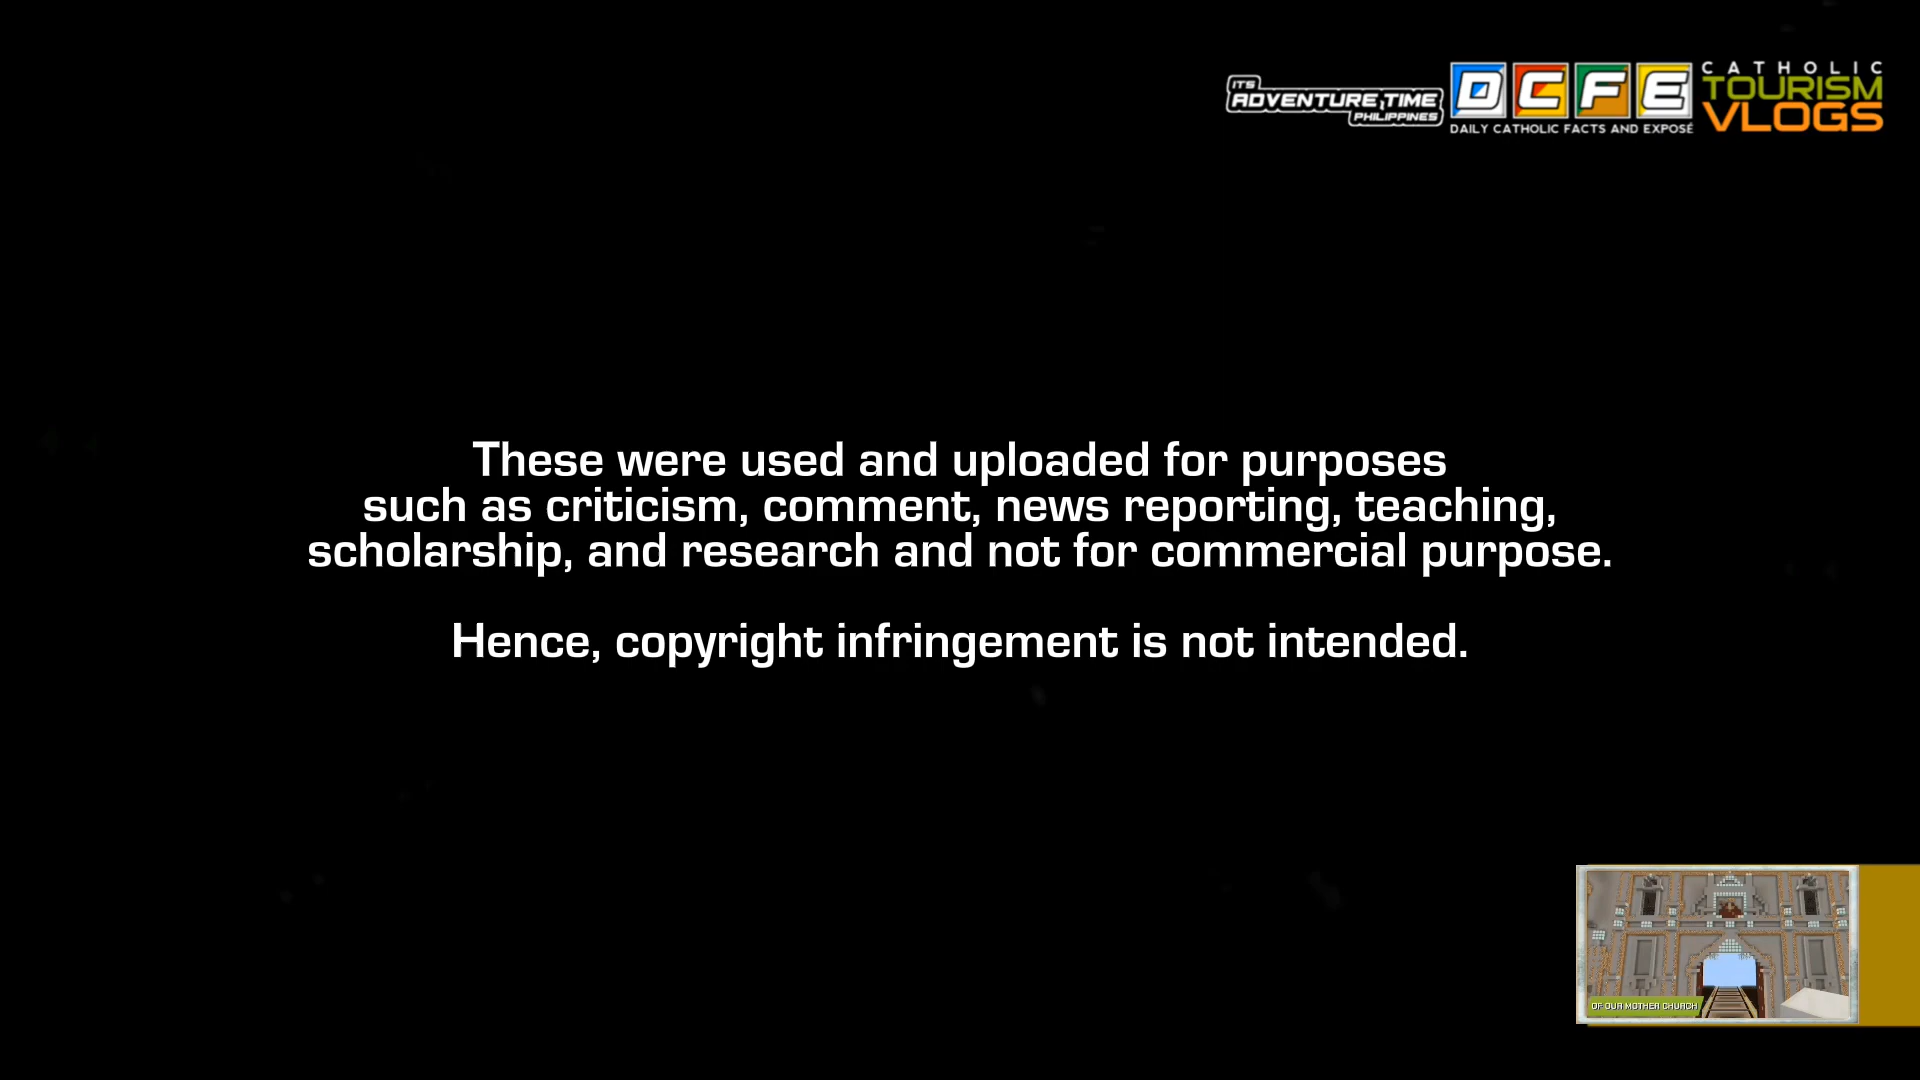 ITS
ADVENTURE TIME
PHILIPPINES
DCFE
DAILY CATHOLIC FACTS AND EXPOSÉ
CATHOLIC
TOURISM
VLOGS
These were used and uploaded for purposes
such as criticism, comment, news reporting, teaching,
scholarship, and research and not for commercial purpose.
Hence, copyright infringement is not intended.
OF OUR MOTHER CHURCH